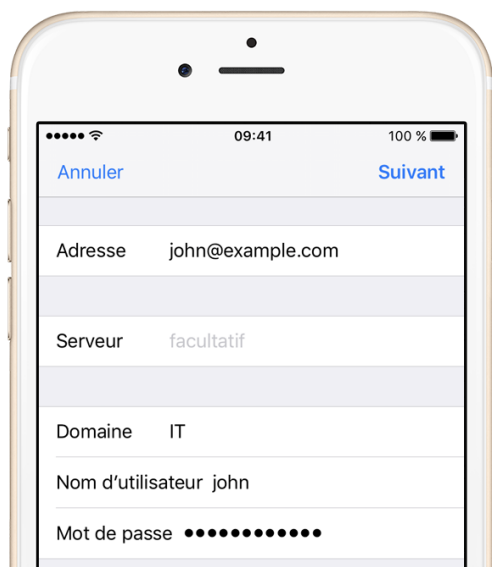 09:41 100 %
Annuler Suivant
Adresse john@example.com
Serveur facultatif
Domaine IT
Nom d’utilisateur john
Mot de passe ●●●●●●●●●●●●